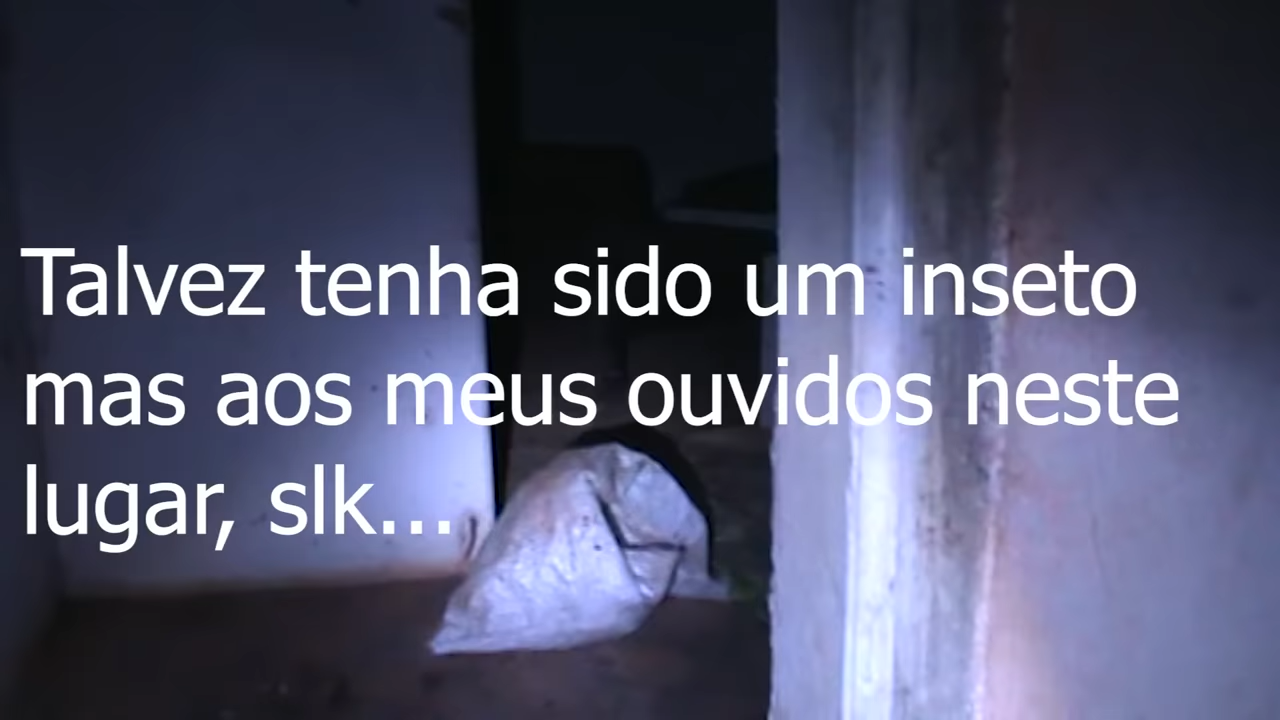 Talvez tenha sido um inseto
mas aos meus ouvidos neste
lugar, slk...